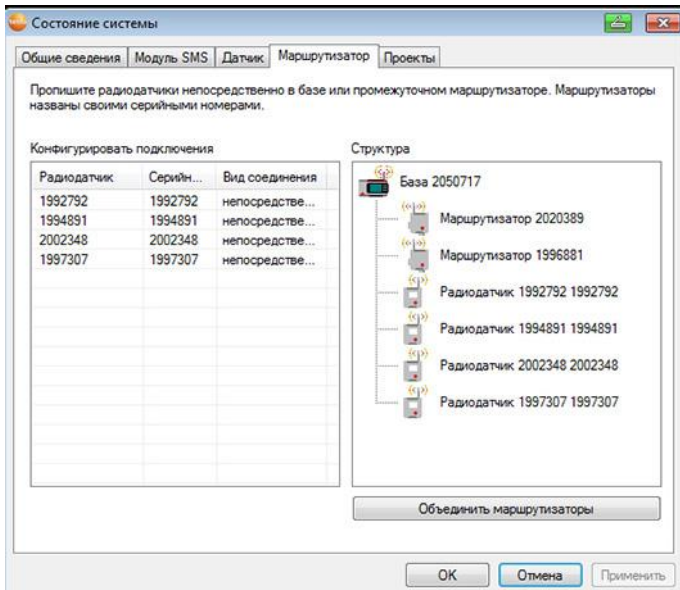 Состояние системы
Общие сведения Модуль SMS Датчик Маршрутизатор Проекты
Пропишите радиодатчики непосредственно в базе или промежуточном маршрутизаторе. Маршрутизаторы
названы своими серийными номерами.
Конфигурировать подключения
Радиодатчик Серийн... Вид соединения
1992792 1992792 непосредстве...
1994891 1994891 непосредстве...
2002348 2002348 непосредстве...
1997307 1997307 непосредстве...
Структура
База 2050717
Маршрутизатор 2020389
Маршрутизатор 1996881
Радиодатчик 1992792 1992792
Радиодатчик 1994891 1994891
Радиодатчик 2002348 2002348
Радиодатчик 1997307 1997307
Объединить маршрутизаторы
OK Отмена Применить